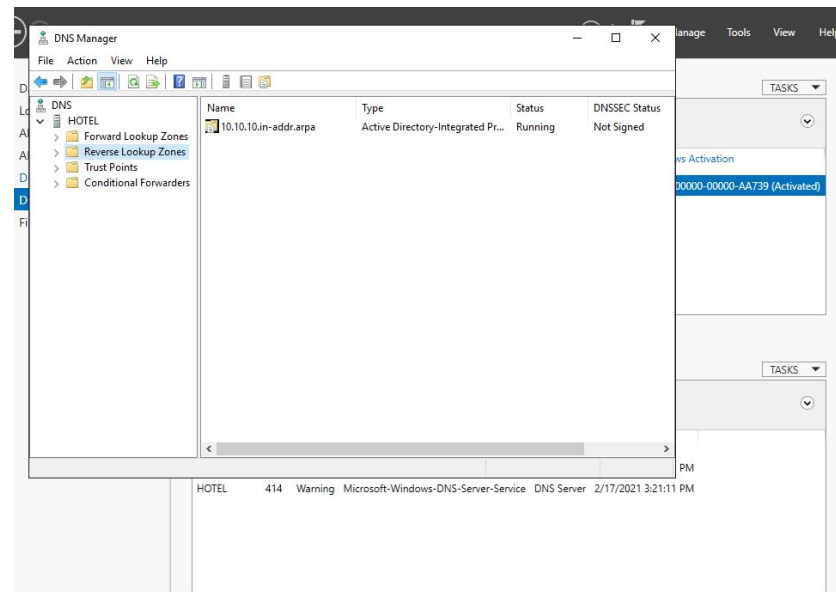 DNS Manager
Manage Tools View Help
File Action View Help
TASKS
DNS
HOTEL
Forward Lookup Zones
Reverse Lookup Zones
Trust Points
Conditional Forwarders
Name Type Status DNSSEC Status
10.10.10.in-addr.arpa Active Directory-Integrated Pr... Running Not Signed
ws Activation
00000-00000-AA739 (Activated)
TASKS
PM
HOTEL 414 Warning Microsoft-Windows-DNS-Server-Service DNS Server 2/17/2021 3:21:11 PM